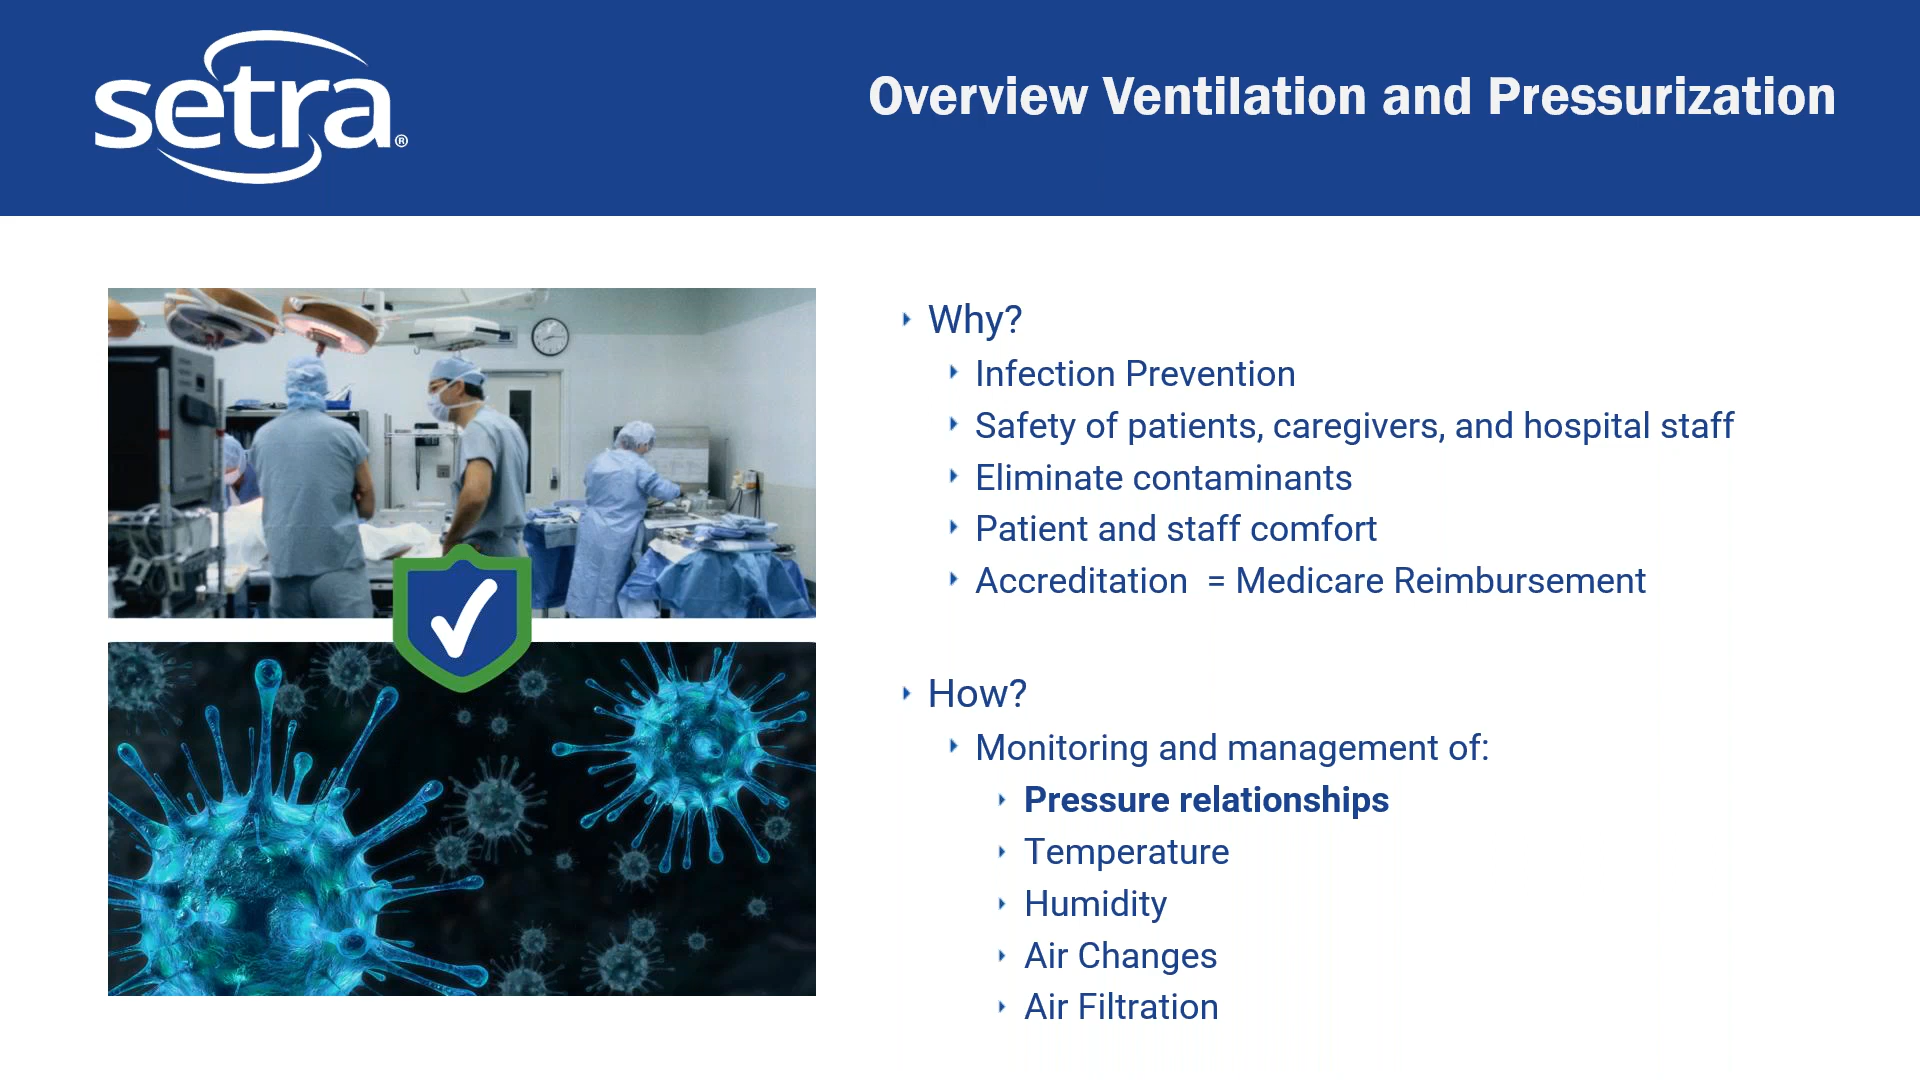 setra®
Overview Ventilation and Pressurization
Why?
Infection Prevention
Safety of patients, caregivers, and hospital staff
Eliminate contaminants
Patient and staff comfort
Accreditation  = Medicare Reimbursement
How?
Monitoring and management of:
Pressure relationships
Temperature
Humidity
Air Changes
Air Filtration